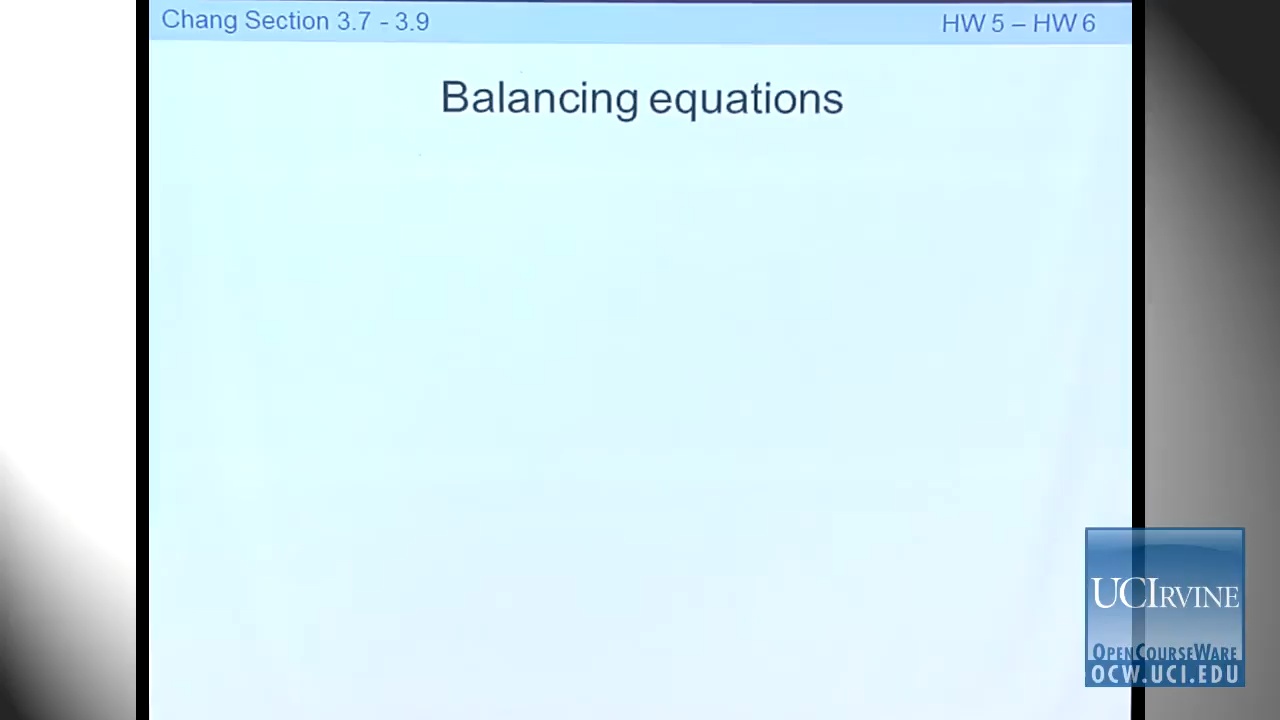 Chang Section 3.7 - 3.9
HW 5 – HW 6
Balancing equations
UCIRVINE
OPENCOURSEWARE
OCW.UCI.EDU